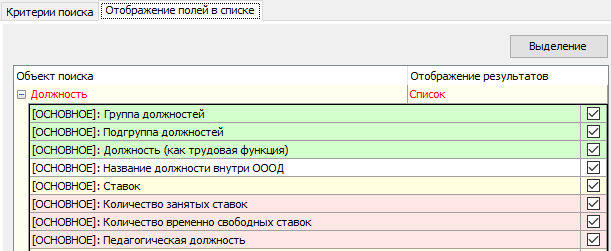 Критерии поиска Отображение полей в списке
Выделение
Объект поиска Отображение результатов
Должность Список
[ОСНОВНОЕ]: Группа должностей
[ОСНОВНОЕ]: Подгруппа должностей
[ОСНОВНОЕ]: Должность (как трудовая функция)
[ОСНОВНОЕ]: Название должности внутри ОООД
[ОСНОВНОЕ]: Ставок
[ОСНОВНОЕ]: Количество занятых ставок
[ОСНОВНОЕ]: Количество временно свободных ставок
[ОСНОВНОЕ]: Педагогическая должность